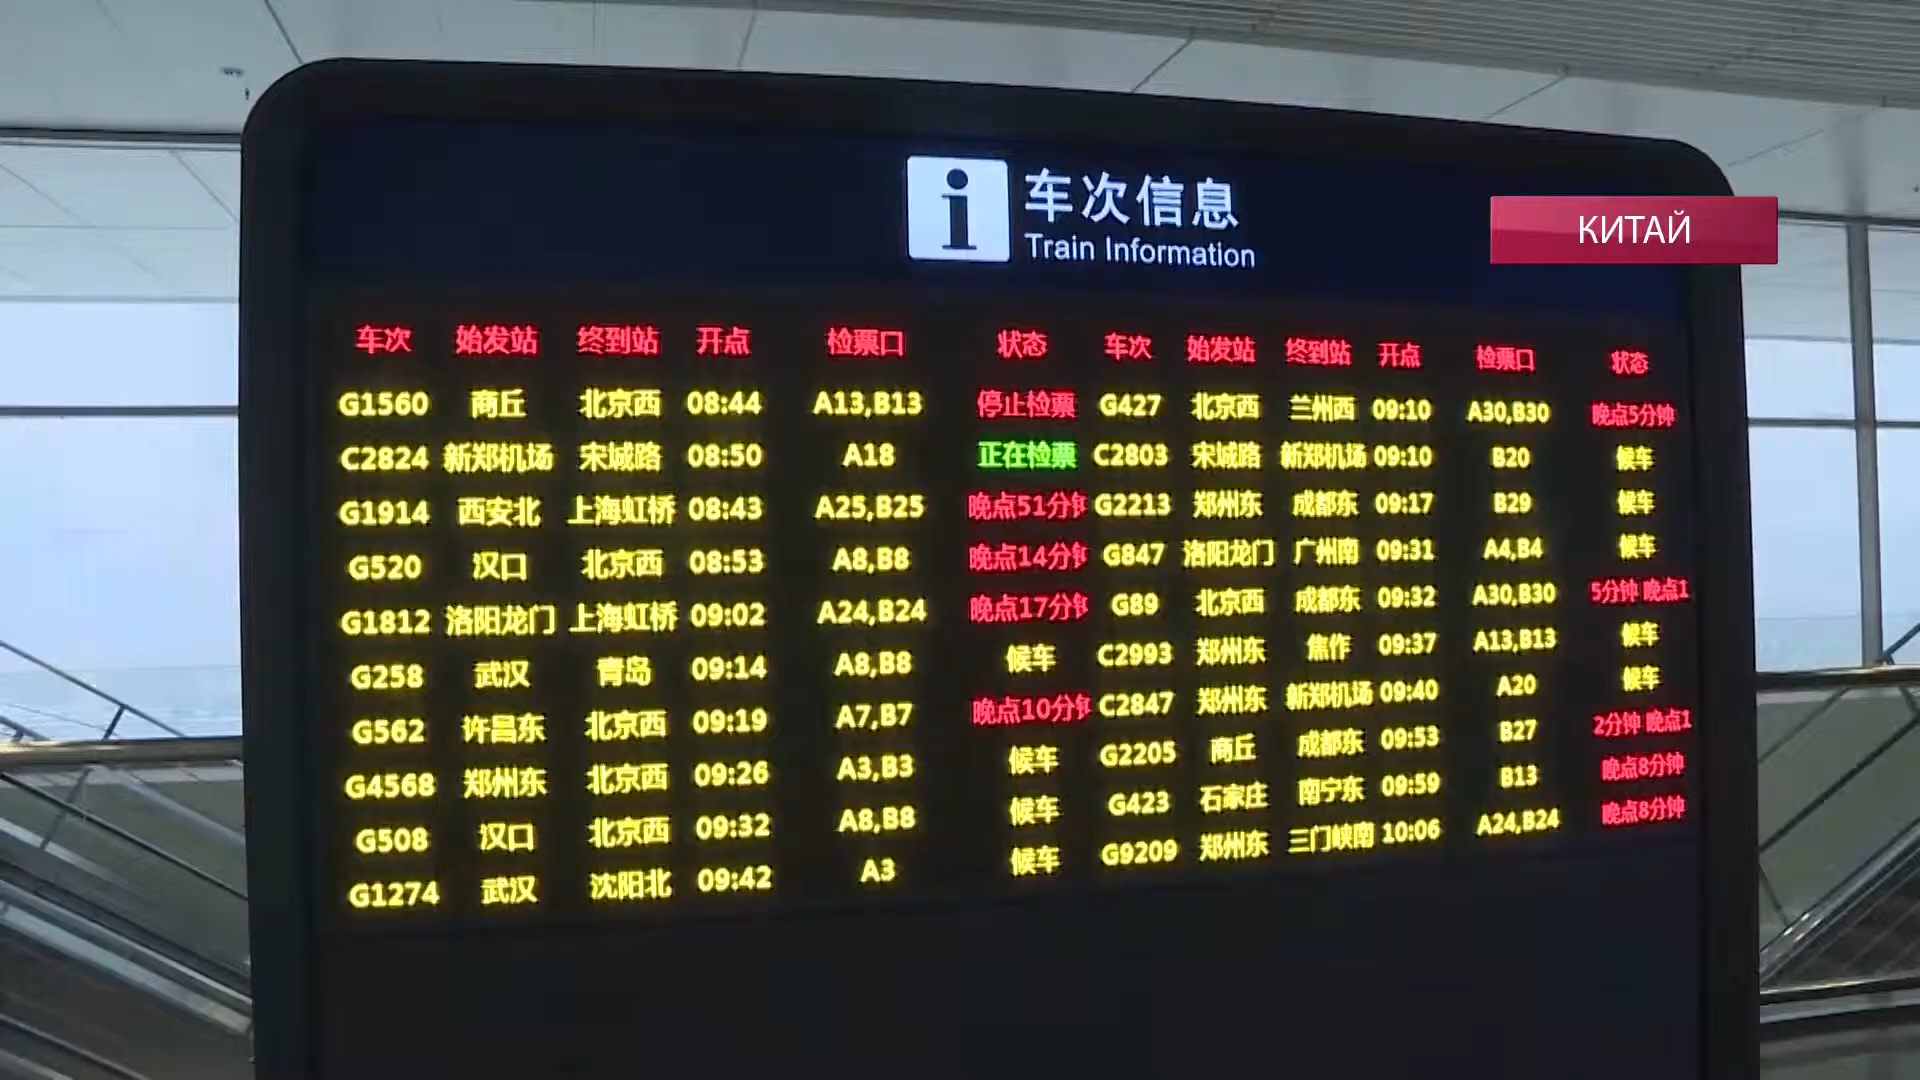 车次信息
Train Information
КИТАЙ
车次 始发站 终到站 开点 检票口 状态
G1560 商丘 北京西 08:44 A13,B13 停止检票
C2824 新郑机场 宋城路 08:50 A18 正在检票
G1914 西安北 上海虹桥 08:43 A25,B25 晚点51分钟
G520 汉口 北京西 08:53 A8,B8 晚点14分钟
G1812 洛阳龙门 上海虹桥 09:02 A24,B24 晚点17分钟
G258 武汉 青岛 09:14 A8,B8 候车
G562 许昌东 北京西 09:19 A7,B7 晚点10分钟
G4568 郑州东 北京西 09:26 A3,B3 候车
G508 汉口 北京西 09:32 A8,B8 候车
G1274 武汉 沈阳北 09:42 A3 候车
车次 始发站 终到站 开点 检票口 状态
G427 北京西 兰州西 09:10 A30,B30 晚点5分钟
C2803 宋城路 新郑机场 09:10 B20 候车
G2213 郑州东 成都东 09:17 B29 候车
G847 洛阳龙门 广州南 09:31 A4,B4 候车
G89 北京西 成都东 09:32 A30,B30 5分钟 晚点1
C2993 郑州东 焦作 09:37 A13,B13 候车
C2847 郑州东 新郑机场 09:40 A20 候车
G2205 商丘 成都东 09:53 B27 2分钟 晚点1
G423 石家庄 南宁东 09:59 B13 晚点8分钟
G9209 郑州东 三门峡南 10:06 A24,B24 晚点8分钟